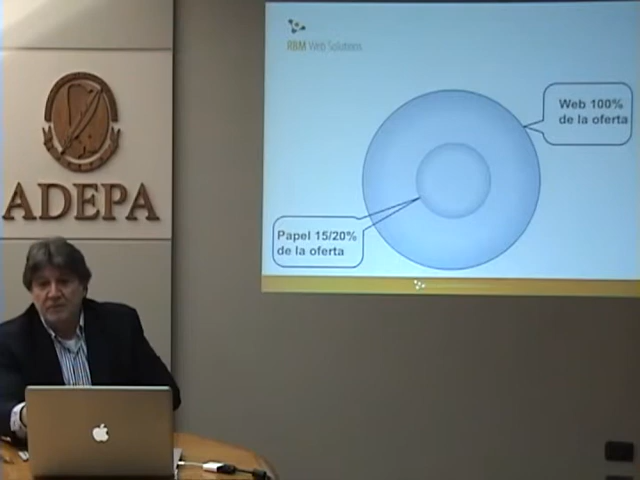 ADEPA
RBM Web Solutions
Web 100%
de la oferta
Papel 15/20%
de la oferta